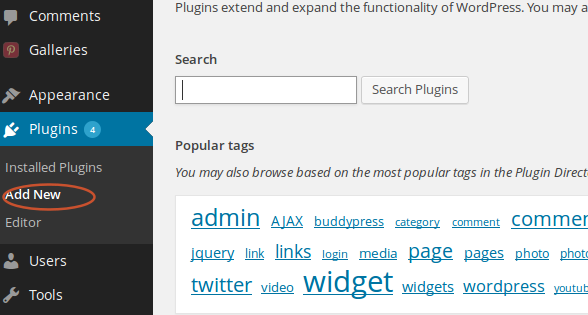 Comments
Galleries
Appearance
Plugins 4
Installed Plugins
Add New
Editor
Users
Tools
Plugins extend and expand the functionality of WordPress. You may a
Search
Search Plugins
Popular tags
You may also browse based on the most popular tags in the Plugin Direct
admin AJAX buddypress category comment commen
jquery link links login media page pages photo photo
twitter video widget widgets wordpress youtub